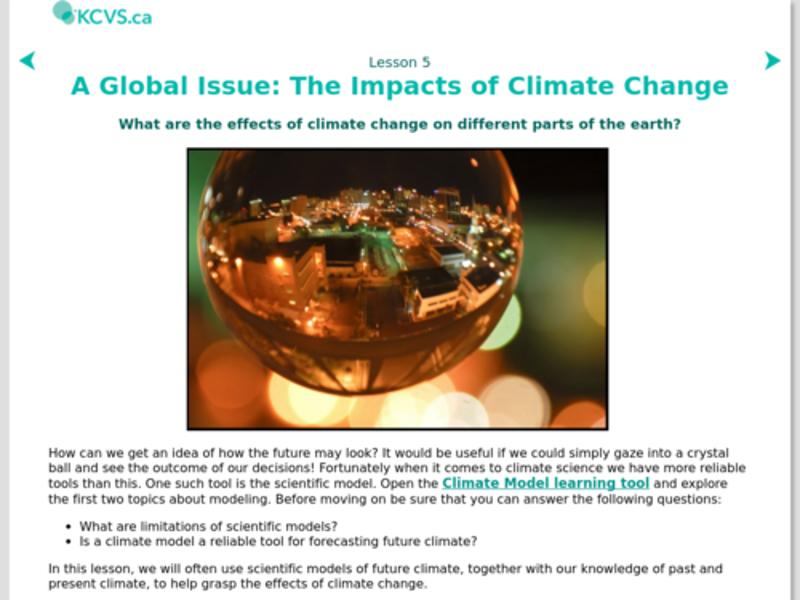 KCVS.ca
Lesson 5
A Global Issue: The Impacts of Climate Change
What are the effects of climate change on different parts of the earth?
How can we get an idea of how the future may look? It would be useful if we could simply gaze into a crystal
ball and see the outcome of our decisions! Fortunately when it comes to climate science we have more reliable
tools than this. One such tool is the scientific model. Open the Climate Model learning tool and explore
the first two topics about modeling. Before moving on be sure that you can answer the following questions:
• What are limitations of scientific models?
• Is a climate model a reliable tool for forecasting future climate?
In this lesson, we will often use scientific models of future climate, together with our knowledge of past and
present climate, to help grasp the effects of climate change.